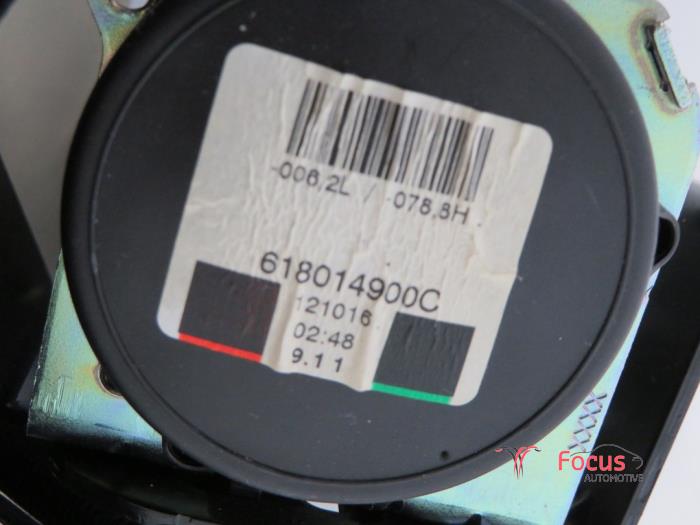 -006,2L / -078,8H
618014900C
121016
02:48
9.11
Focus
AUTOMOTIVE